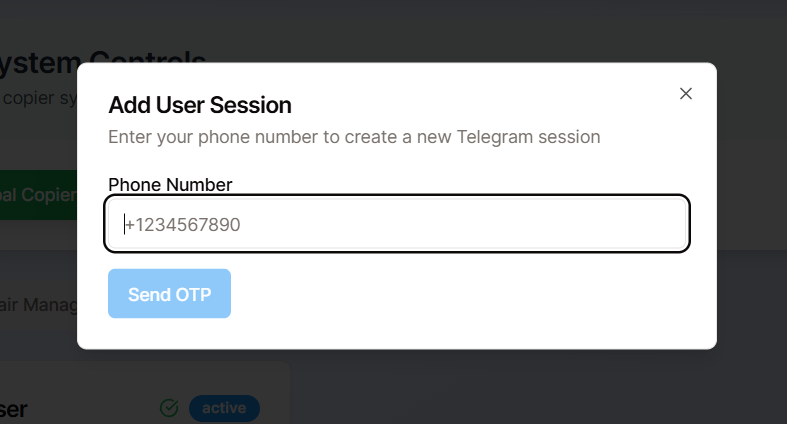 ystem Controls
copier sy
Add User Session
Enter your phone number to create a new Telegram session
Phone Number
+1234567890
Send OTP
bal Copier
air Manag
ser
active